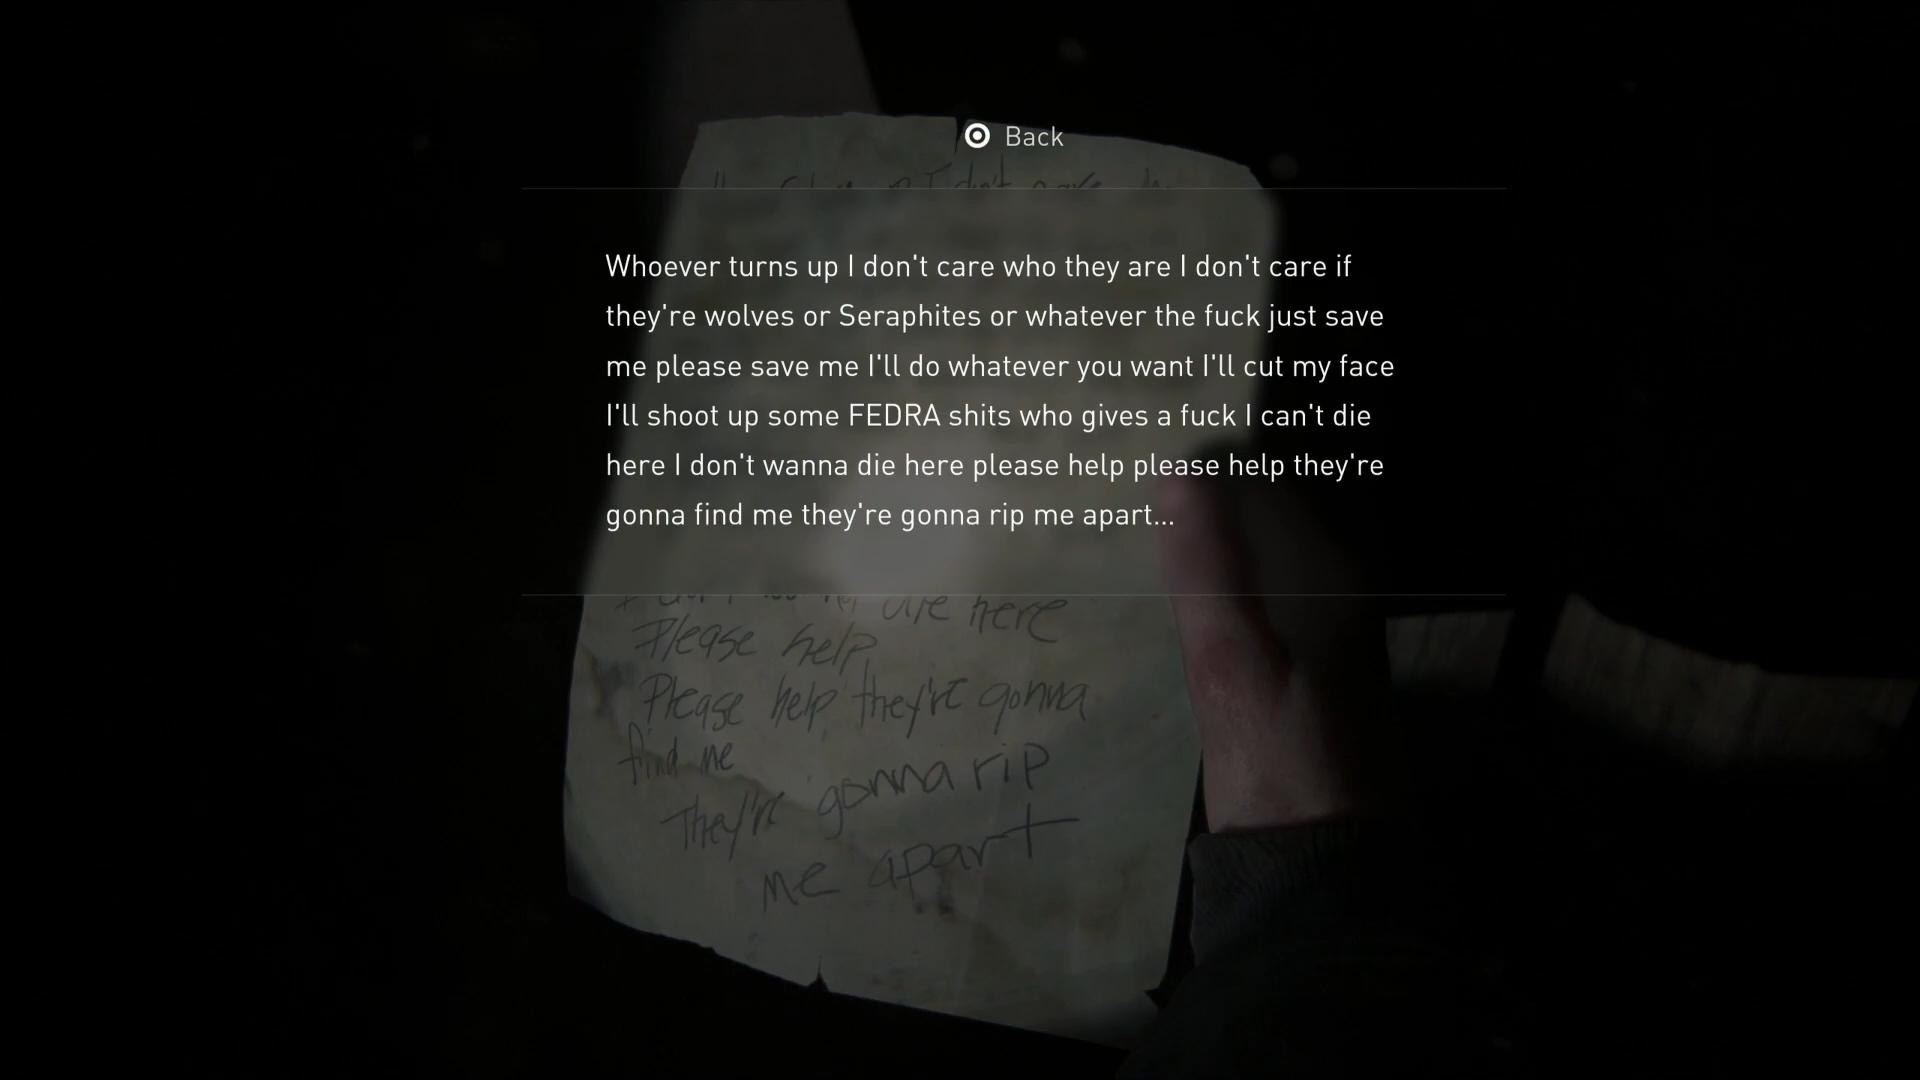 Back
Whoever turns up I don't care who they are I don't care if
they're wolves or Seraphites or whatever the fuck just save
me please save me I'll do whatever you want I'll cut my face
I'll shoot up some FEDRA shits who gives a fuck I can't die
here I don't wanna die here please help please help they're
gonna find me they're gonna rip me apart...
die here
Please help
Please help they're gonna
find me
They're gonna rip
me apart